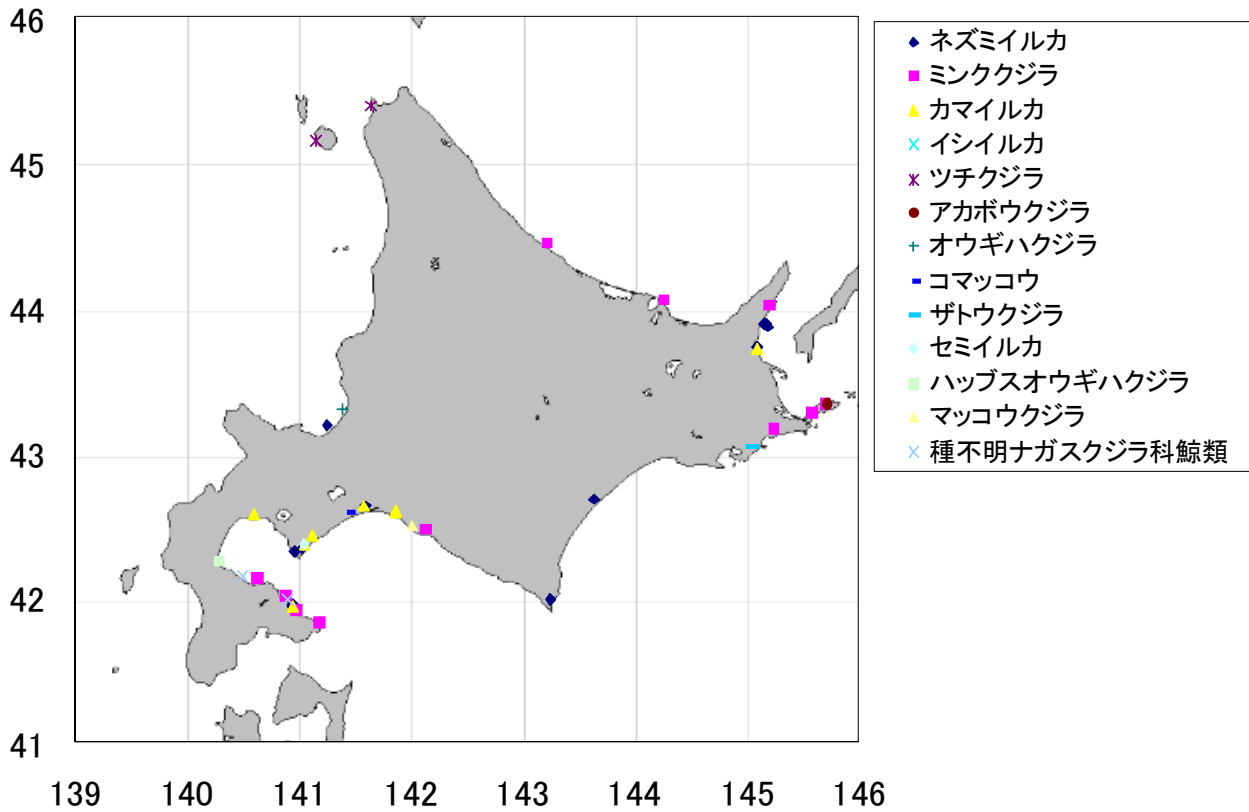 46
45
44
43
42
41
139 140 141 142 143 144 145 146
ネズミイルカ
ミンククジラ
カマイルカ
イシイルカ
ツチクジラ
アカボウクジラ
オウギハクジラ
コマッコウ
ザトウクジラ
セミイルカ
ハッブスオウギハクジラ
マッコウクジラ
種不明ナガスクジラ科鯨類